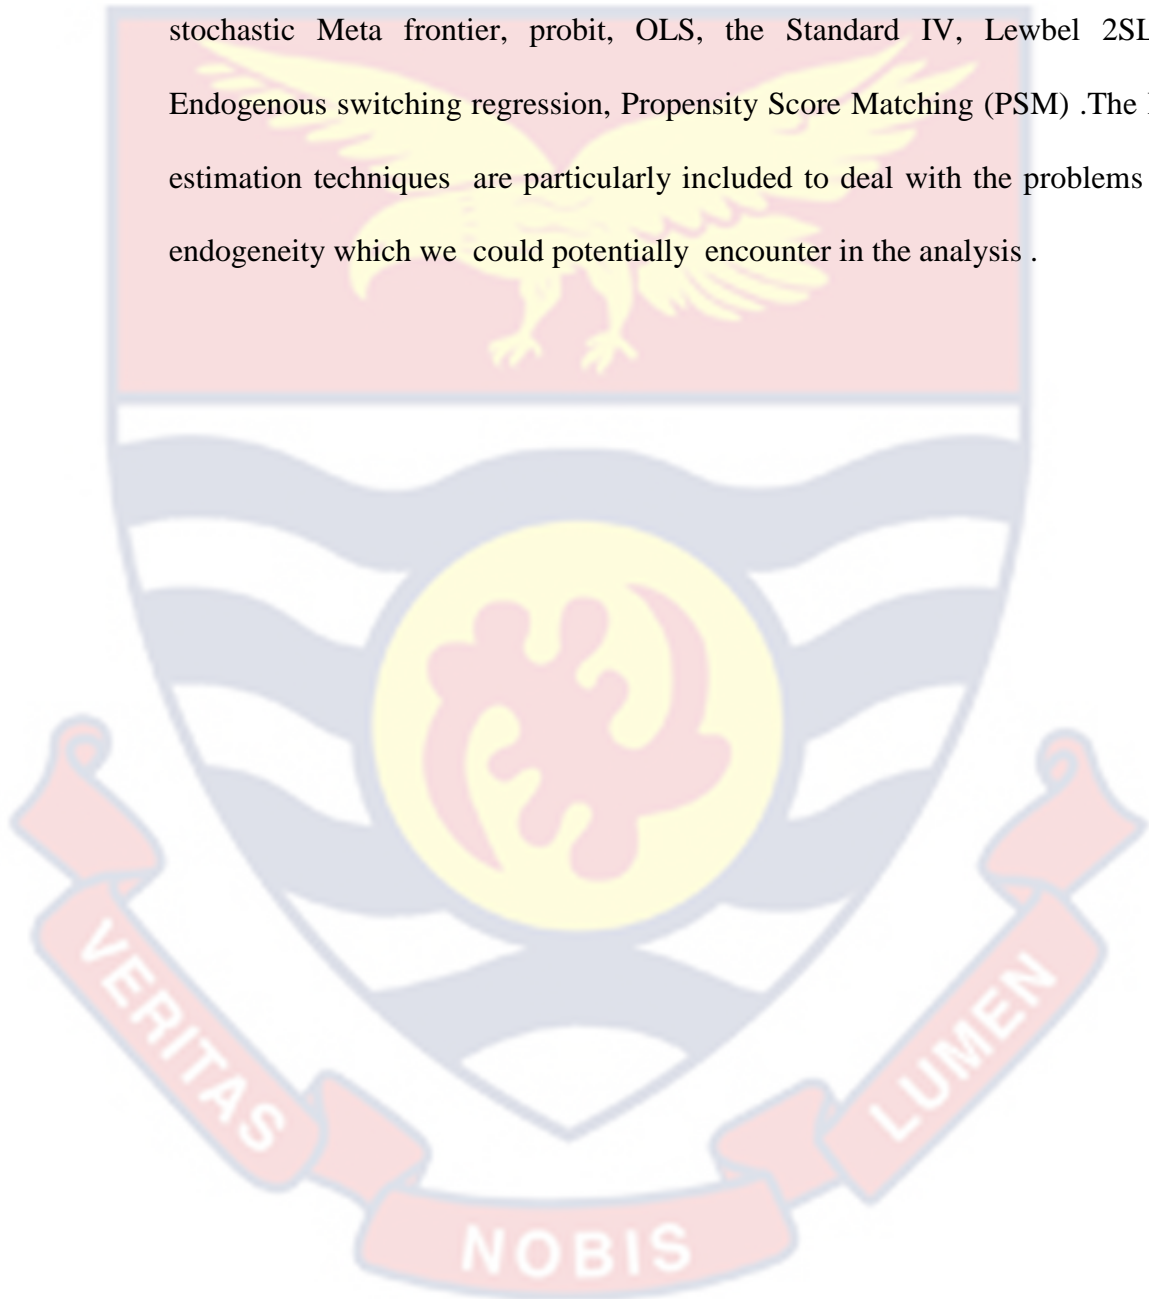 stochastic Meta frontier, probit, OLS, the Standard IV, Lewbel 2SL
Endogenous switching regression, Propensity Score Matching (PSM) .The
estimation techniques are particularly included to deal with the problems
endogeneity which we could potentially encounter in the analysis .
VERITAS
NOBIS
LUMEN